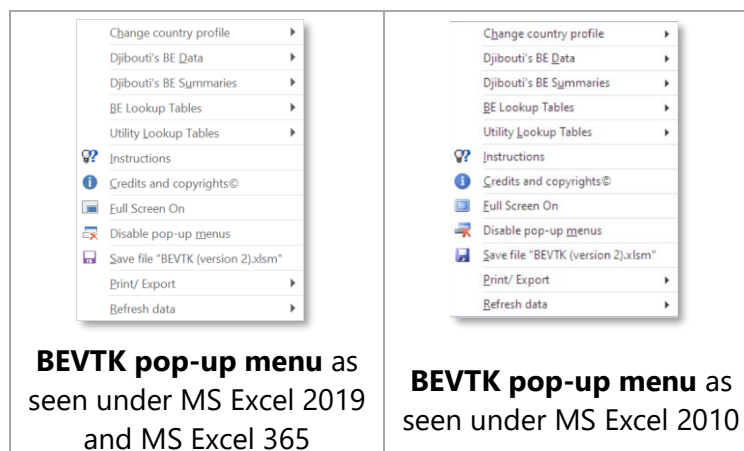 Change country profile
Djibouti's BE Data
Djibouti's BE Summaries
BE Lookup Tables
Utility Lookup Tables
Instructions
Credits and copyrights©
Full Screen On
Disable pop-up menus
Save file "BEVTK (version 2).xlsm"
Print/ Export
Refresh data
BEVTK pop-up menu as
seen under MS Excel 2019
and MS Excel 365
Change country profile
Djibouti's BE Data
Djibouti's BE Summaries
BE Lookup Tables
Utility Lookup Tables
Instructions
Credits and copyrights©
Full Screen On
Disable pop-up menus
Save file "BEVTK (version 2).xlsm"
Print/ Export
Refresh data
BEVTK pop-up menu as
seen under MS Excel 2010